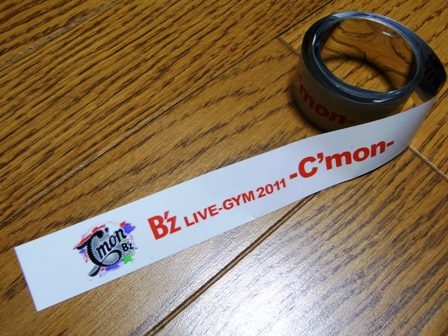 C'mon
B'z
B'z LIVE-GYM 2011 -C'mon-
C'mon-